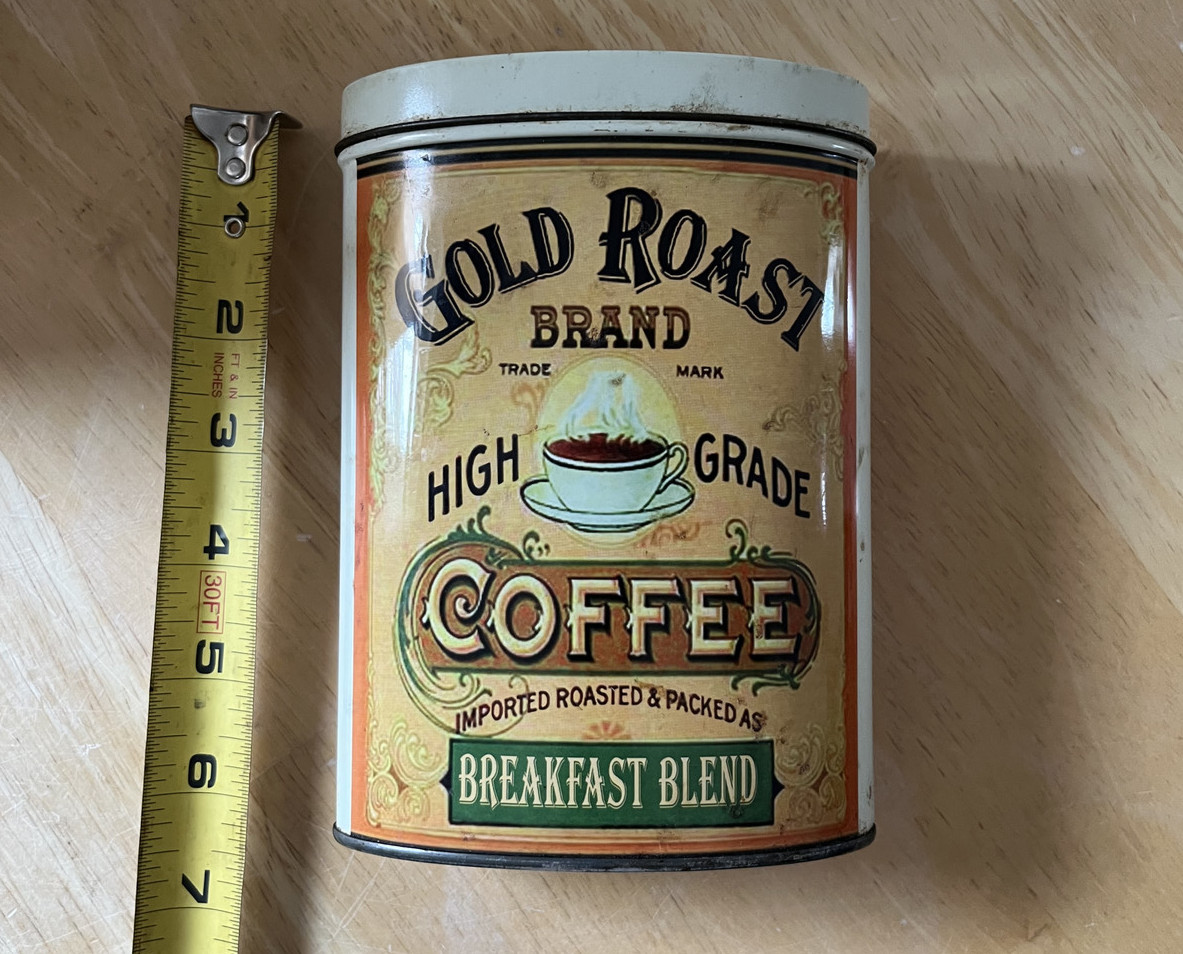 GOLD ROAST
BRAND
TRADE MARK
HIGH GRADE
COFFEE
IMPORTED ROASTED & PACKED AS
BREAKFAST BLEND
1
2
FT & IN
INCHES
3
4
30FT
5
6
7